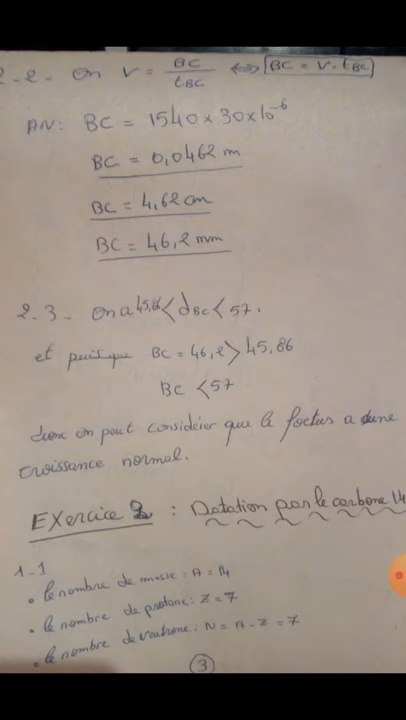 2-2- On V = BC / tBC ⇔ BC = V · tBC
AN: BC = 1540 × 30 × 10⁻⁶
BC = 0,0462 m
BC = 4,62 cm
BC = 46,2 mm
2-3- On a 45,86 < dBC < 57.
et puisque BC = 46,2 > 45,86
BC < 57
donc on peut considérer que le foetus a une
croissance normal.
EXercice 2 : Datation par le carbone 14
1-1
• le nombre de masse : A = 14
• le nombre de protons : Z = 7
• le nombre de neutrons : N = A - Z = 7
3